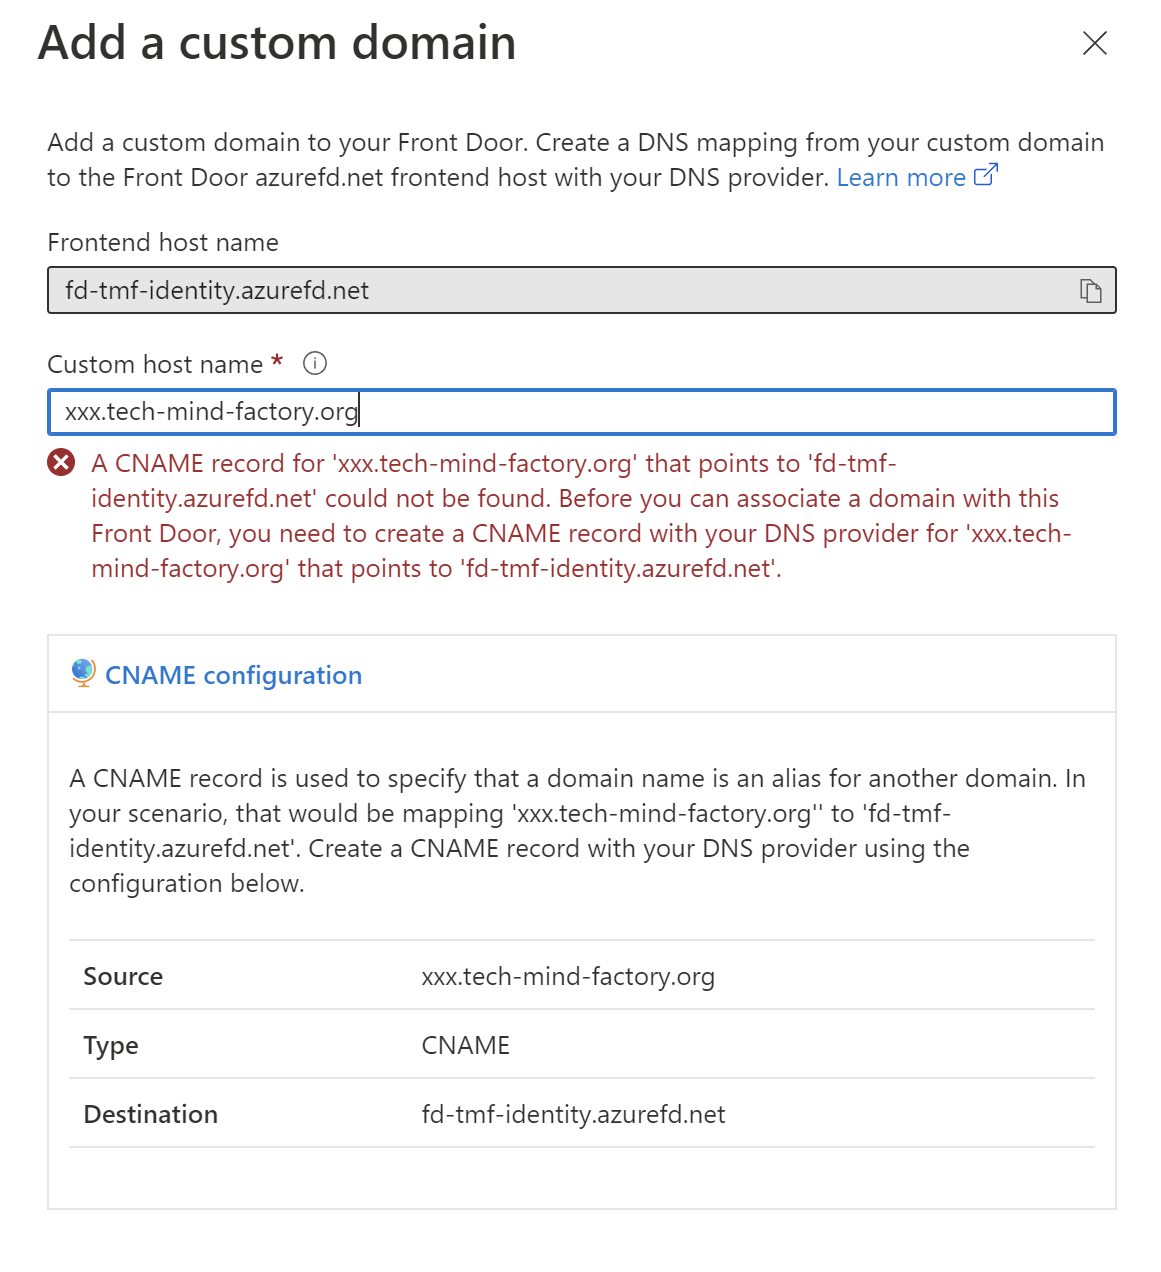 Add a custom domain
Add a custom domain to your Front Door. Create a DNS mapping from your custom domain
to the Front Door azurefd.net frontend host with your DNS provider. Learn more
Frontend host name
fd-tmf-identity.azurefd.net
Custom host name *
xxx.tech-mind-factory.org
A CNAME record for 'xxx.tech-mind-factory.org' that points to 'fd-tmf-
identity.azurefd.net' could not be found. Before you can associate a domain with this
Front Door, you need to create a CNAME record with your DNS provider for 'xxx.tech-
mind-factory.org' that points to 'fd-tmf-identity.azurefd.net'.
CNAME configuration
A CNAME record is used to specify that a domain name is an alias for another domain. In
your scenario, that would be mapping 'xxx.tech-mind-factory.org'' to 'fd-tmf-
identity.azurefd.net'. Create a CNAME record with your DNS provider using the
configuration below.
Source xxx.tech-mind-factory.org
Type CNAME
Destination fd-tmf-identity.azurefd.net